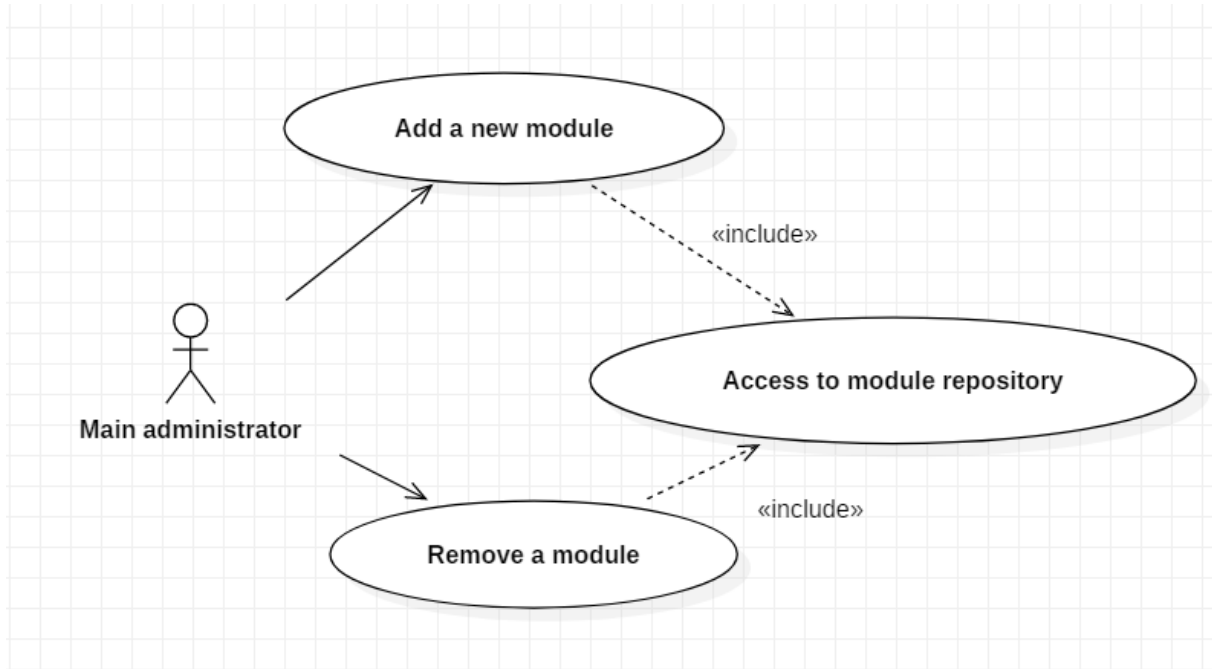 Add a new module
«include»
Access to module repository
Main administrator
«include»
Remove a module